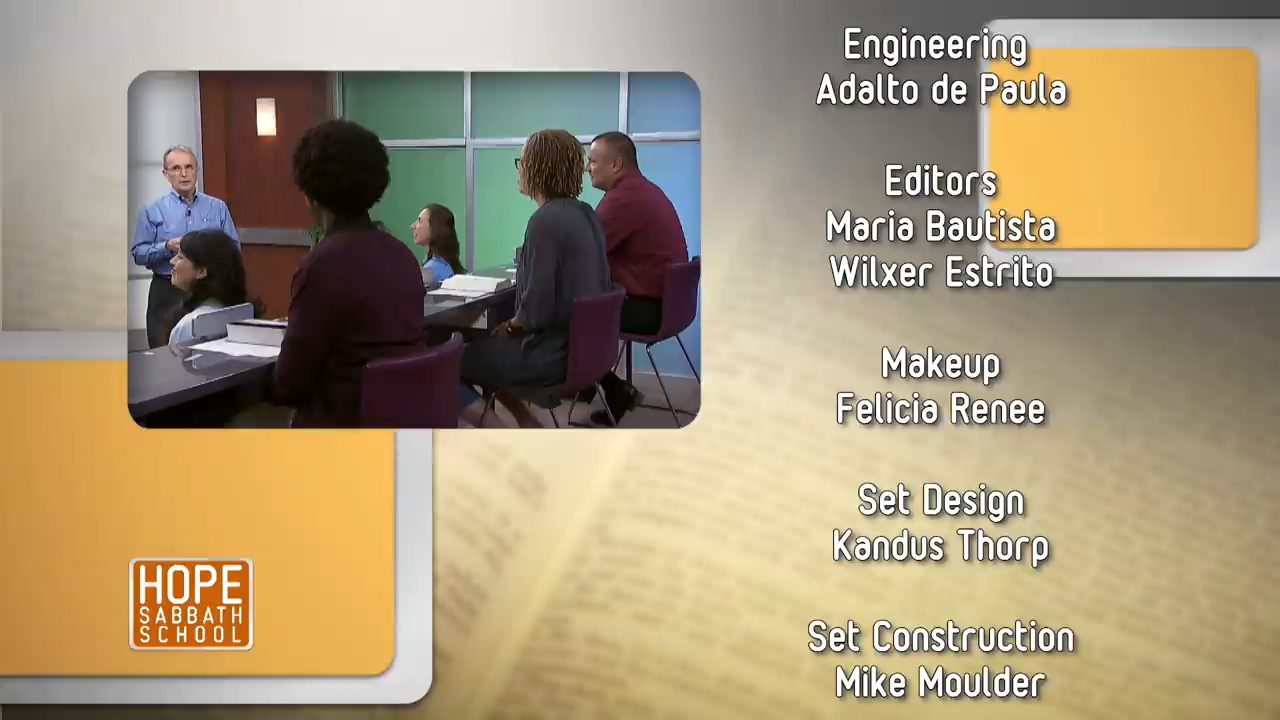 Engineering
Adalto de Paula
Editors
Maria Bautista
Wilxer Estrito
Makeup
Felicia Renee
Set Design
Kandus Thorp
Set Construction
Mike Moulder
HOPE
SABBATH
SCHOOL